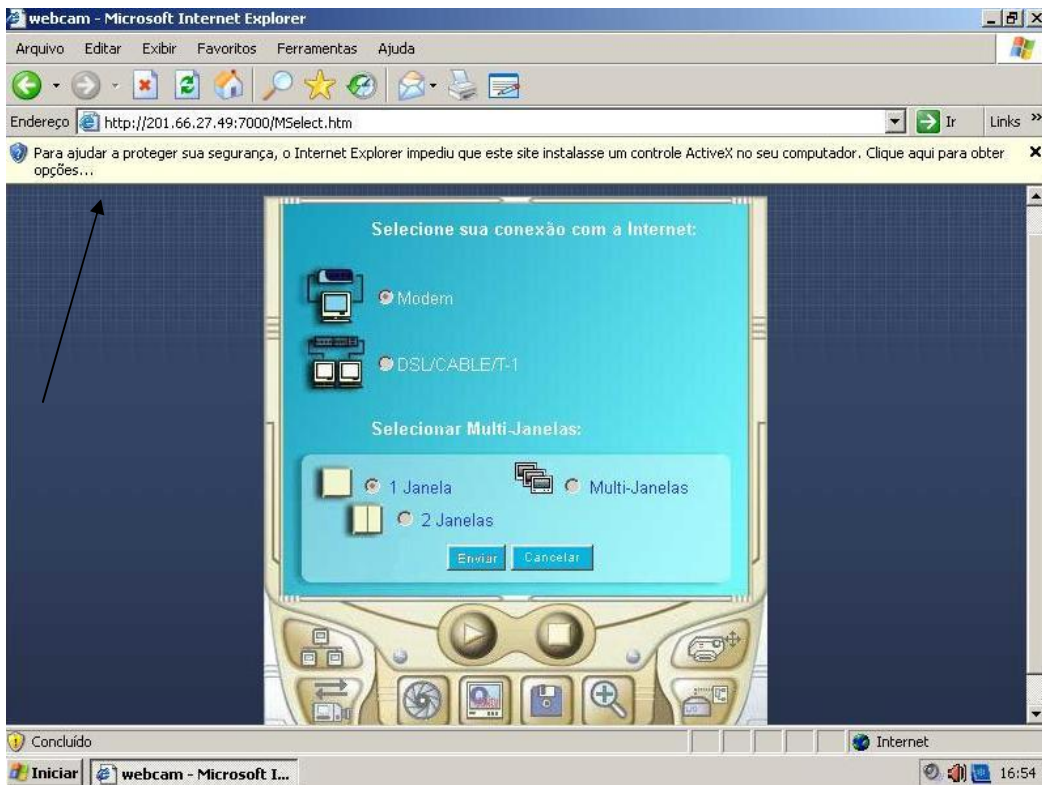 webcam - Microsoft Internet Explorer
Arquivo Editar Exibir Favoritos Ferramentas Ajuda
Endereço http://201.66.27.49:7000/MSelect.htm Ir Links »
Para ajudar a proteger sua segurança, o Internet Explorer impediu que este site instalasse um controle ActiveX no seu computador. Clique aqui para obter
opções...
Selecione sua conexão com a Internet:
Modem
DSL/CABLE/T-1
Selecionar Multi-Janelas:
1 Janela Multi-Janelas
2 Janelas
Enviar Cancelar
Concluído Internet
Iniciar webcam - Microsoft I... 16:54